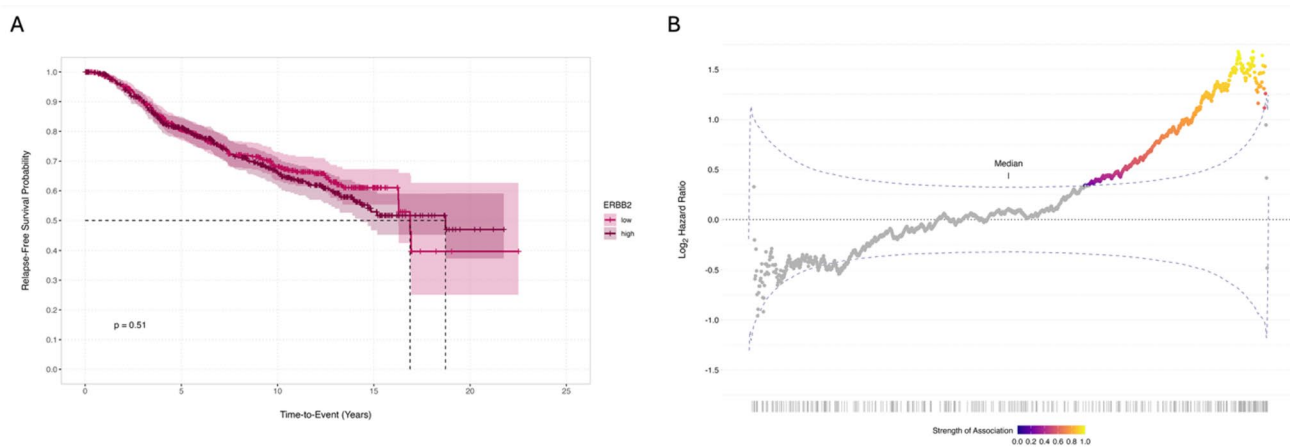 A
Relapse-Free Survival Probability
1.0
0.9
0.8
0.7
0.6
0.5
0.4
0.3
0.2
0.1
0.0
p = 0.51
0 5 10 15 20 25
Time-to-Event (Years)
ERBB2
low
high
B
Log2 Hazard Ratio
1.5
1.0
0.5
0.0
-0.5
-1.0
-1.5
Median
Strength of Association
0.0 0.2 0.4 0.6 0.8 1.0